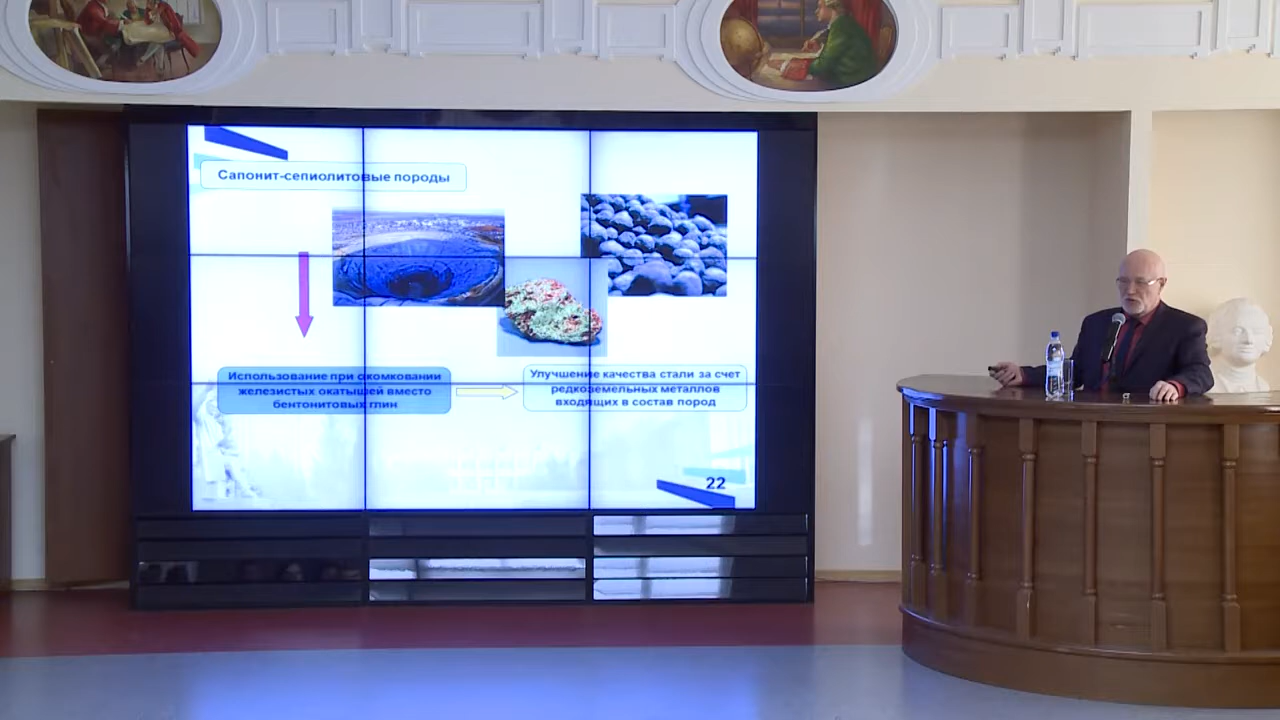 Сапонит-сепиолитовые породы
Использование при окомковании
железистых окатышей вместо
бентонитовых глин
Улучшение качества стали за счет
редкоземельных металлов
входящих в состав пород
22